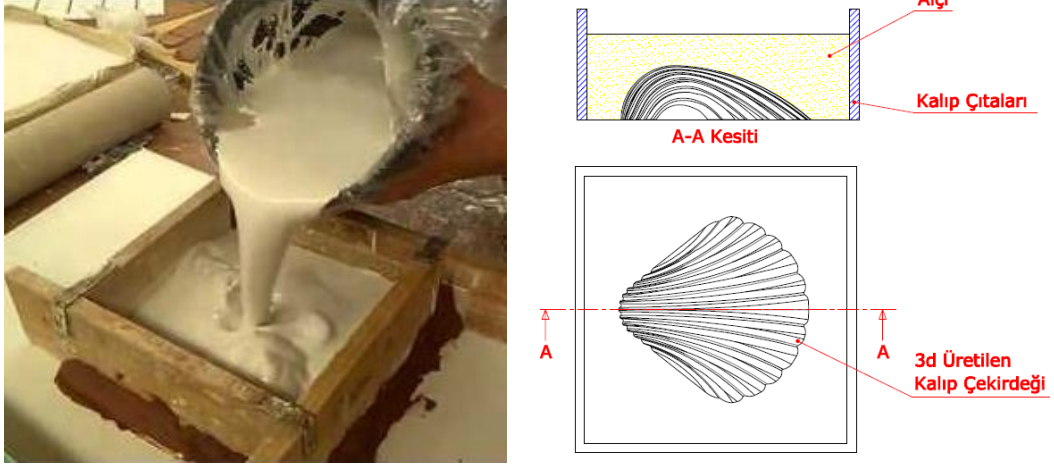 Alçı
Kalıp Çıtaları
A-A Kesiti
A
A
3d Üretilen
Kalıp Çekirdeği